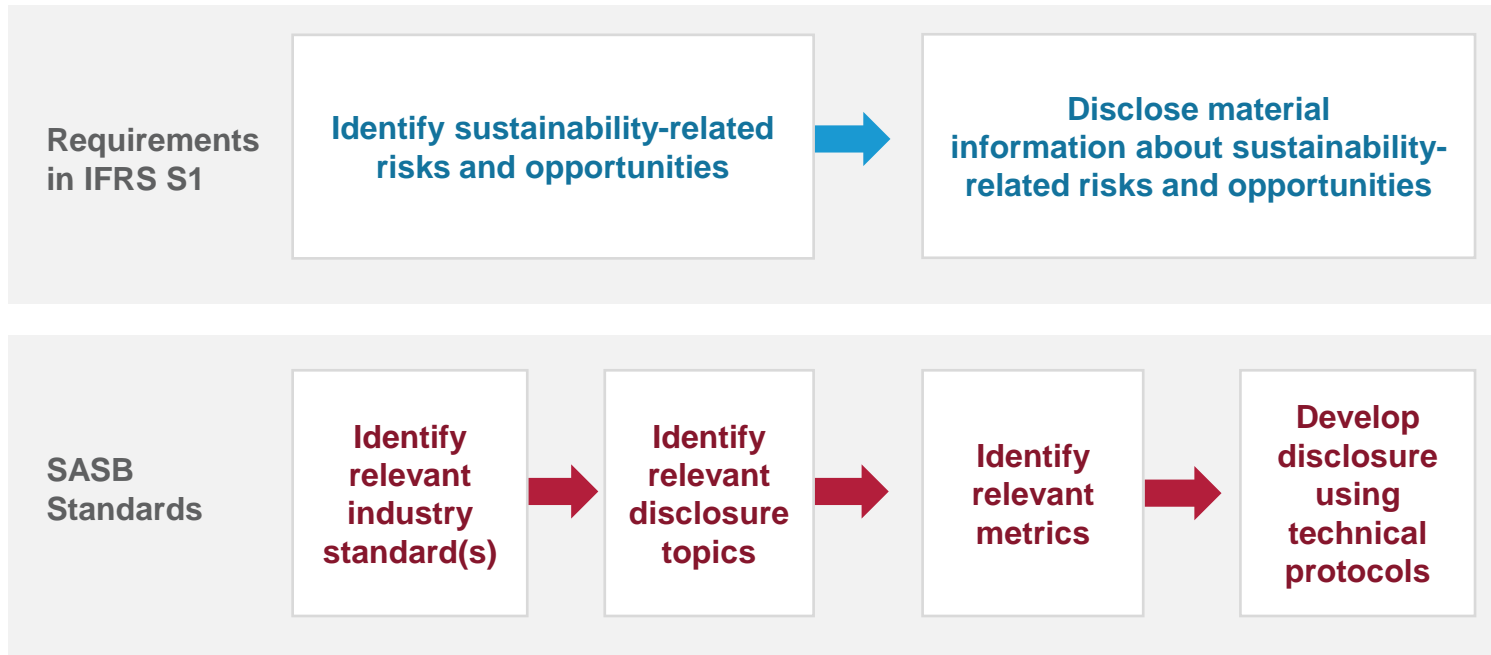 Requirements
in IFRS S1
Identify sustainability-related
risks and opportunities
Disclose material
information about sustainability-
related risks and opportunities
SASB
Standards
Identify
relevant
industry
standard(s)
Identify
relevant
disclosure
topics
Identify
relevant
metrics
Develop
disclosure
using
technical
protocols